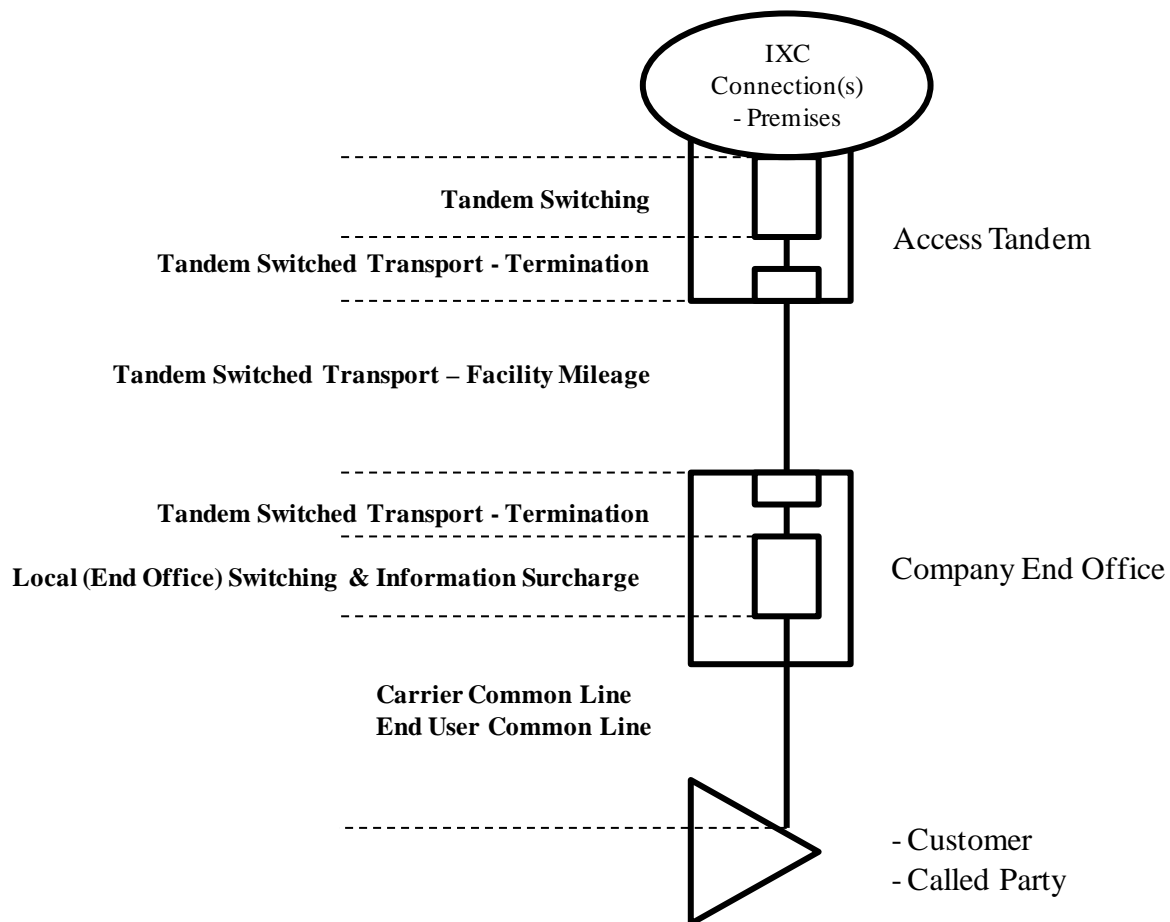 IXC
Connection(s)
- Premises
Tandem Switching
Access Tandem
Tandem Switched Transport - Termination
Tandem Switched Transport – Facility Mileage
Tandem Switched Transport - Termination
Company End Office
Local (End Office) Switching & Information Surcharge
Carrier Common Line
End User Common Line
- Customer
- Called Party